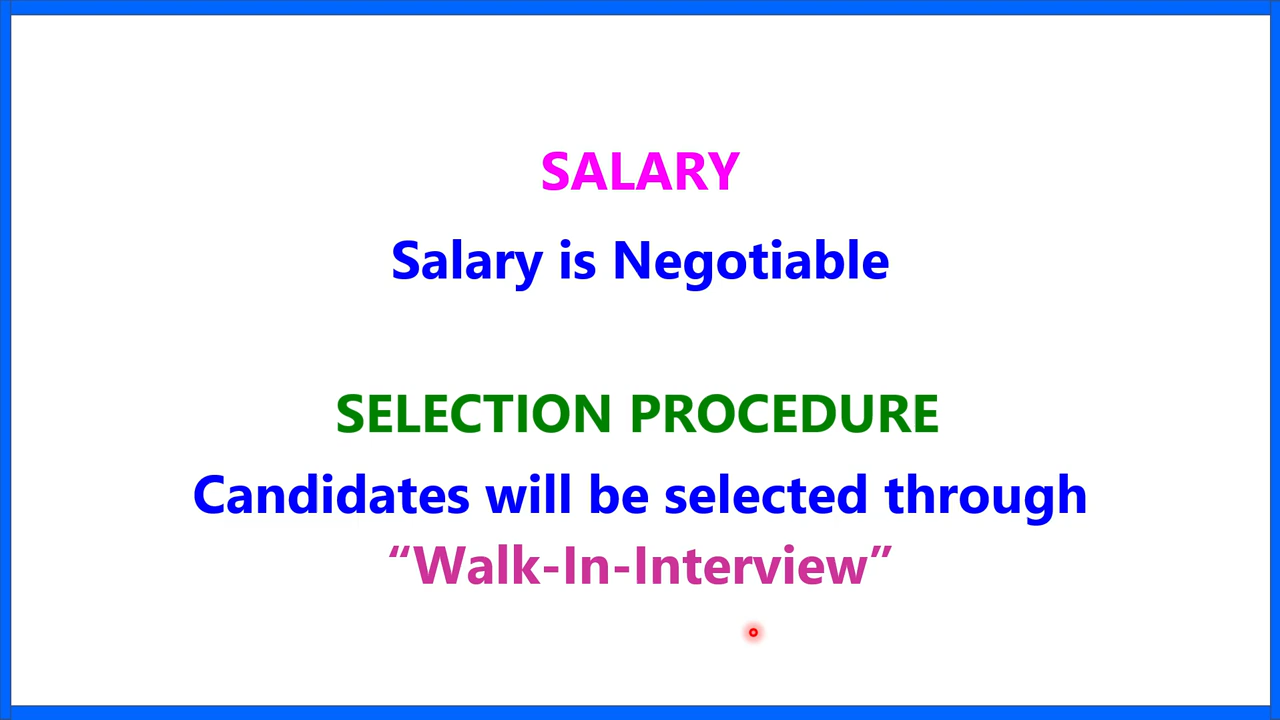 SALARY
Salary is Negotiable
SELECTION PROCEDURE
Candidates will be selected through
“Walk-In-Interview”